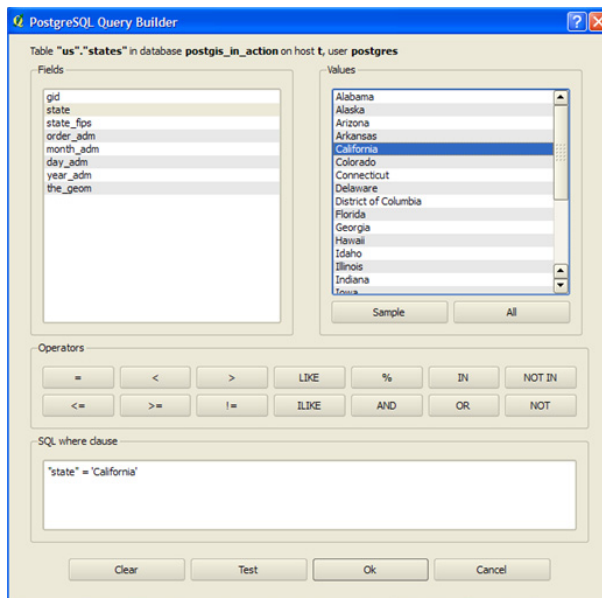 PostgreSQL Query Builder
Table "us"."states" in database postgis_in_action on host t, user postgres
Fields
gid
state
state_fips
order_adm
month_adm
day_adm
year_adm
the_geom
Values
Alabama
Alaska
Arizona
Arkansas
California
Colorado
Connecticut
Delaware
District of Columbia
Florida
Georgia
Hawaii
Idaho
Illinois
Indiana
Iowa
Sample All
Operators
= < > LIKE % IN NOT IN
<= >= != ILIKE AND OR NOT
SQL where clause
"state" = 'California'
Clear Test Ok Cancel